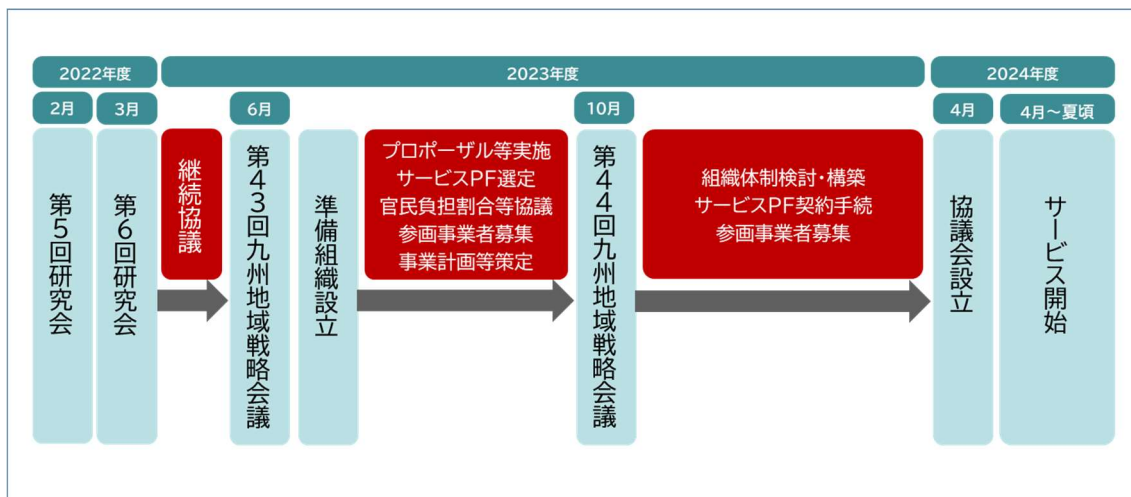 2022年度
2023年度
2024年度
2月
3月
6月
10月
4月
4月～夏頃
第5回研究会
第6回研究会
継続協議
第43回九州地域戦略会議
準備組織設立
プロポーザル等実施
サービスPF選定
官民負担割合等協議
参画事業者募集
事業計画等策定
第44回九州地域戦略会議
組織体制検討・構築
サービスPF契約手続
参画事業者募集
協議会設立
サービス開始